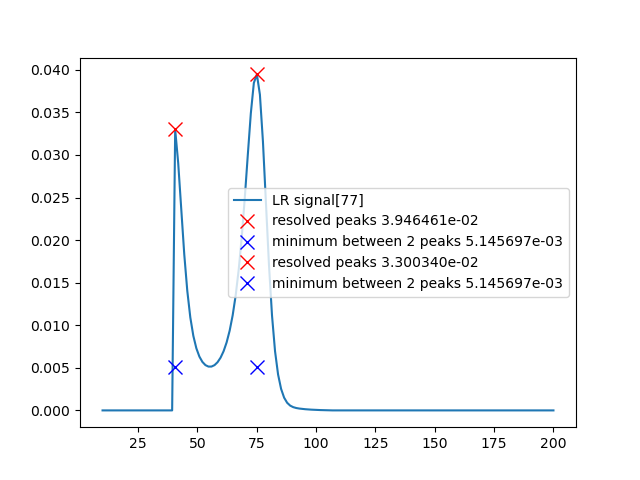 0.040
0.035
0.030
0.025
0.020
0.015
0.010
0.005
0.000
LR signal[77]
resolved peaks 3.946461e-02
minimum between 2 peaks 5.145697e-03
resolved peaks 3.300340e-02
minimum between 2 peaks 5.145697e-03
25 50 75 100 125 150 175 200